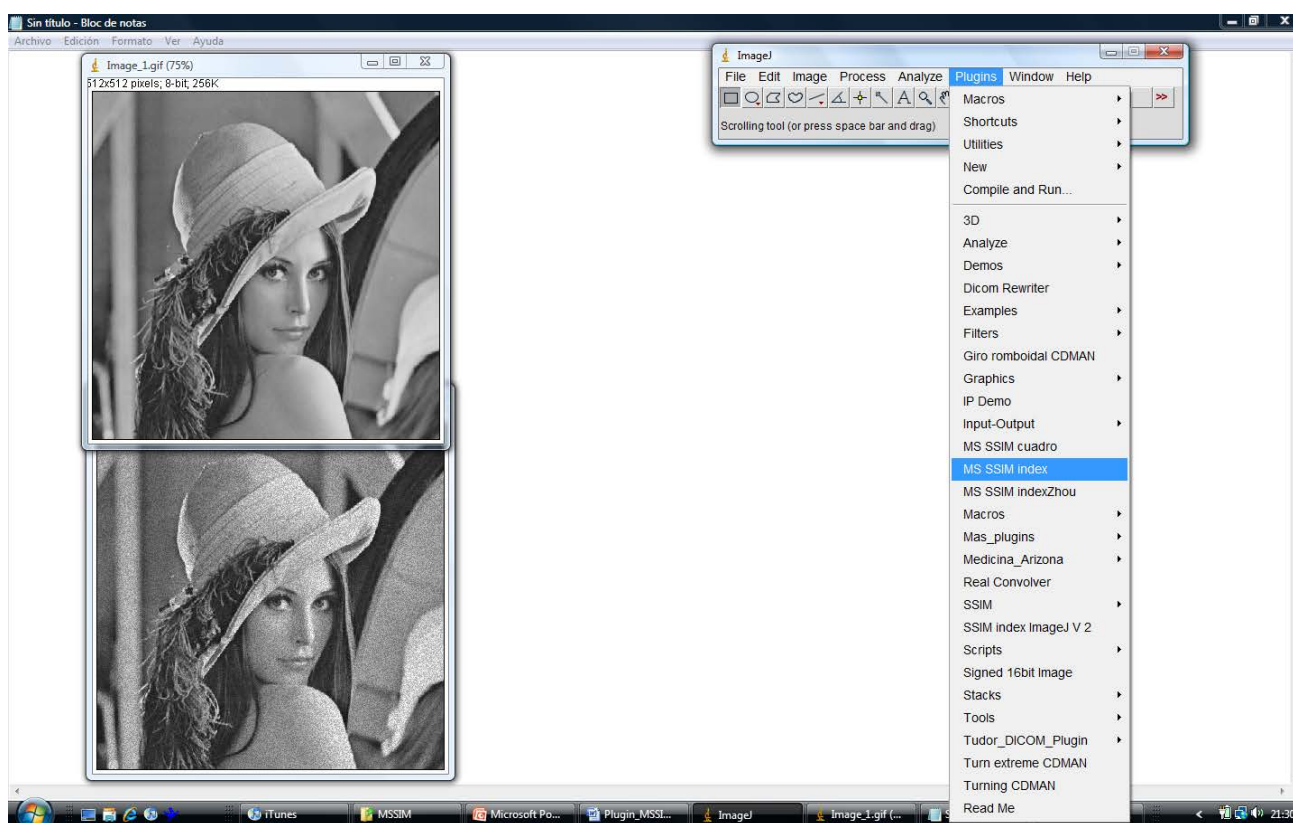 Sin título - Bloc de notas
Archivo Edición Formato Ver Ayuda
Image_1.gif (75%)
512x512 pixels; 8-bit; 256K
ImageJ
File Edit Image Process Analyze Plugins Window Help
Scrolling tool (or press space bar and drag)
Macros
Shortcuts
Utilities
New
Compile and Run...
3D
Analyze
Demos
Dicom Rewriter
Examples
Filters
Giro romboidal CDMAN
Graphics
IP Demo
Input-Output
MS SSIM cuadro
MS SSIM index
MS SSIM indexZhou
Macros
Mas_plugins
Medicina_Arizona
Real Convolver
SSIM
SSIM index ImageJ V 2
Scripts
Signed 16bit Image
Stacks
Tools
Tudor_DICOM_Plugin
Turn extreme CDMAN
Turning CDMAN
Read Me
iTunes
MSSIM
Microsoft Po...
Plugin_MSSI...
ImageJ
Image_1.gif (...
21:30